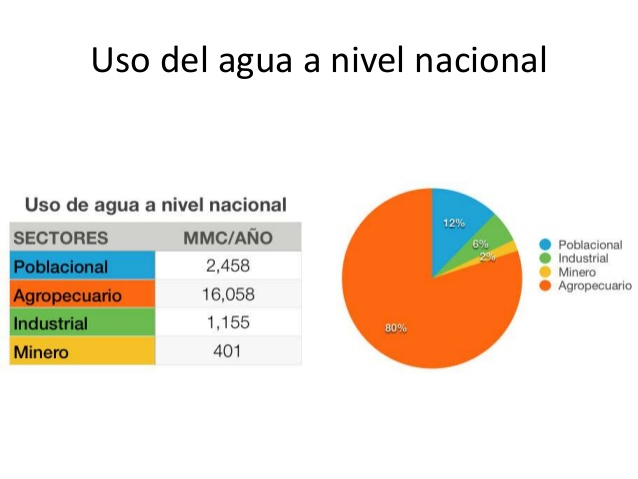 Uso del agua a nivel nacional
Uso de agua a nivel nacional
SECTORES MMC/AÑO
Poblacional 2,458
Agropecuario 16,058
Industrial 1,155
Minero 401
12%
6%
2%
80%
Poblacional
Industrial
Minero
Agropecuario